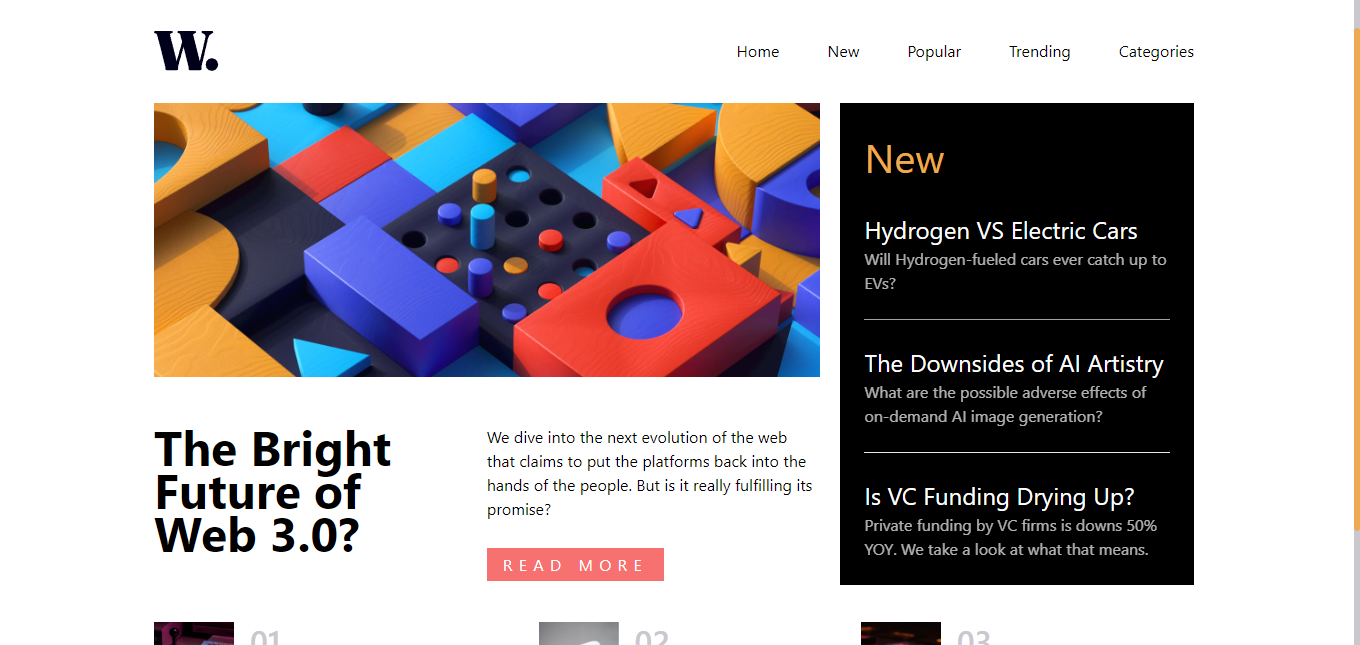 W.
Home New Popular Trending Categories
New
Hydrogen VS Electric Cars
Will Hydrogen-fueled cars ever catch up to
EVs?
The Downsides of AI Artistry
What are the possible adverse effects of
on-demand AI image generation?
Is VC Funding Drying Up?
Private funding by VC firms is downs 50%
YOY. We take a look at what that means.
The Bright
Future of
Web 3.0?
We dive into the next evolution of the web
that claims to put the platforms back into the
hands of the people. But is it really fulfilling its
promise?
READ MORE
01 02 03